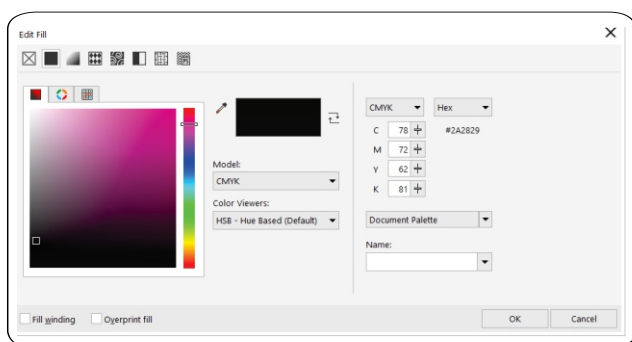 Edit Fill
CMYK
Hex
C 78
#2A2829
M 72
Y 62
K 81
Model:
CMYK
Color Viewers:
HSB - Hue Based (Default)
Document Palette
Name:
Fill winding
Overprint fill
OK
Cancel